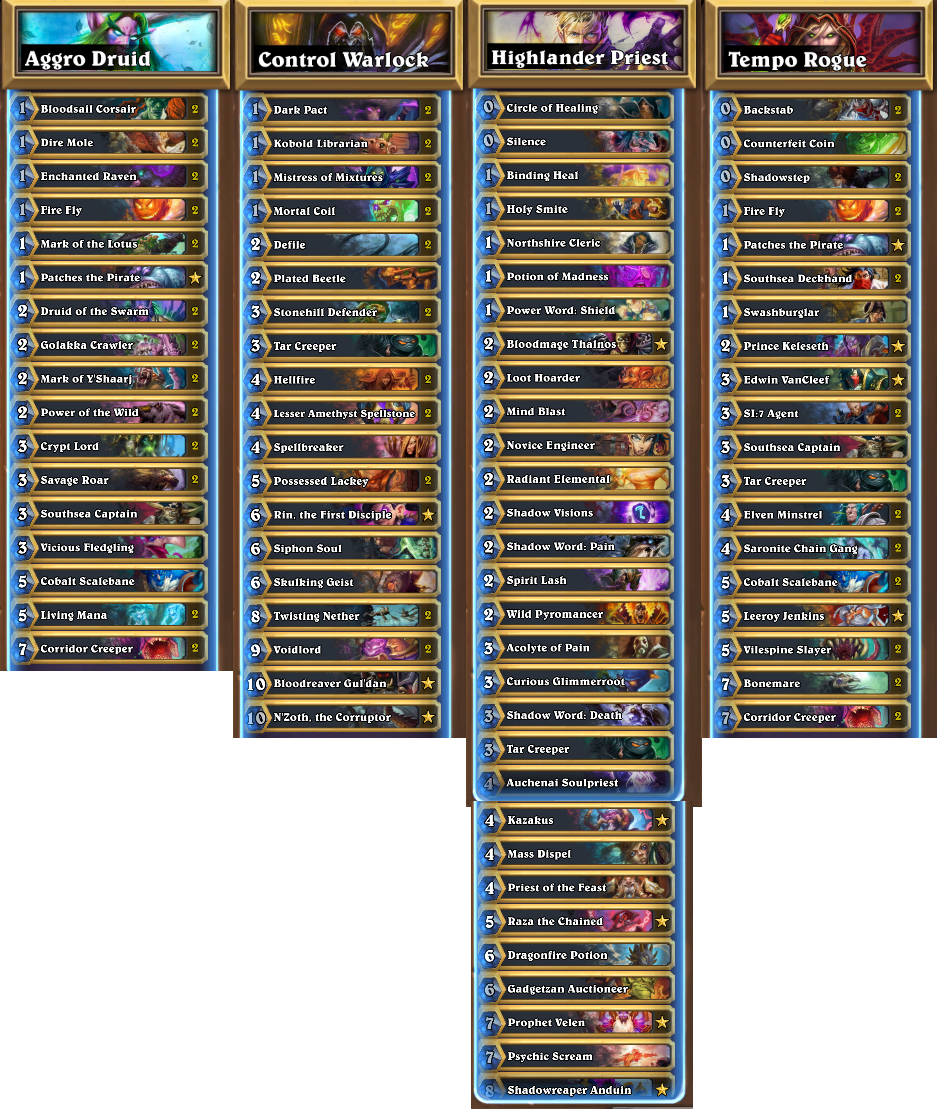 Aggro Druid
1 Bloodsail Corsair 2
1 Dire Mole 2
1 Enchanted Raven 2
1 Fire Fly 2
1 Mark of the Lotus 2
1 Patches the Pirate
2 Druid of the Swarm 2
2 Golakka Crawler 2
2 Mark of Y'Shaarj 2
2 Power of the Wild 2
3 Crypt Lord 2
3 Savage Roar 2
3 Southsea Captain
3 Vicious Fledgling
5 Cobalt Scalebane
5 Living Mana 2
7 Corridor Creeper 2
Control Warlock
1 Dark Pact 2
1 Kobold Librarian 2
1 Mistress of Mixtures 2
1 Mortal Coil 2
2 Defile 2
2 Plated Beetle
3 Stonehill Defender 2
3 Tar Creeper
4 Hellfire 2
4 Lesser Amethyst Spellstone 2
4 Spellbreaker
5 Possessed Lackey 2
6 Rin, the First Disciple
6 Siphon Soul
6 Skulking Geist
8 Twisting Nether 2
9 Voidlord 2
10 Bloodreaver Gul'dan
10 N'Zoth, the Corruptor
Highlander Priest
0 Circle of Healing
0 Silence
1 Binding Heal
1 Holy Smite
1 Northshire Cleric
1 Potion of Madness
1 Power Word: Shield
2 Bloodmage Thalnos
2 Loot Hoarder
2 Mind Blast
2 Novice Engineer
2 Radiant Elemental
2 Shadow Visions
2 Shadow Word: Pain
2 Spirit Lash
2 Wild Pyromancer
3 Acolyte of Pain
3 Curious Glimmerroot
3 Shadow Word: Death
3 Tar Creeper
4 Auchenai Soulpriest
4 Kazakus
4 Mass Dispel
4 Priest of the Feast
5 Raza the Chained
6 Dragonfire Potion
6 Gadgetzan Auctioneer
7 Prophet Velen
7 Psychic Scream
8 Shadowreaper Anduin
Tempo Rogue
0 Backstab 2
0 Counterfeit Coin
0 Shadowstep 2
1 Fire Fly 2
1 Patches the Pirate
1 Southsea Deckhand 2
1 Swashburglar
2 Prince Keleseth
3 Edwin VanCleef
3 SI:7 Agent 2
3 Southsea Captain
3 Tar Creeper
4 Elven Minstrel 2
4 Saronite Chain Gang 2
5 Cobalt Scalebane 2
5 Leeroy Jenkins
5 Vilespine Slayer 2
7 Bonemare 2
7 Corridor Creeper 2